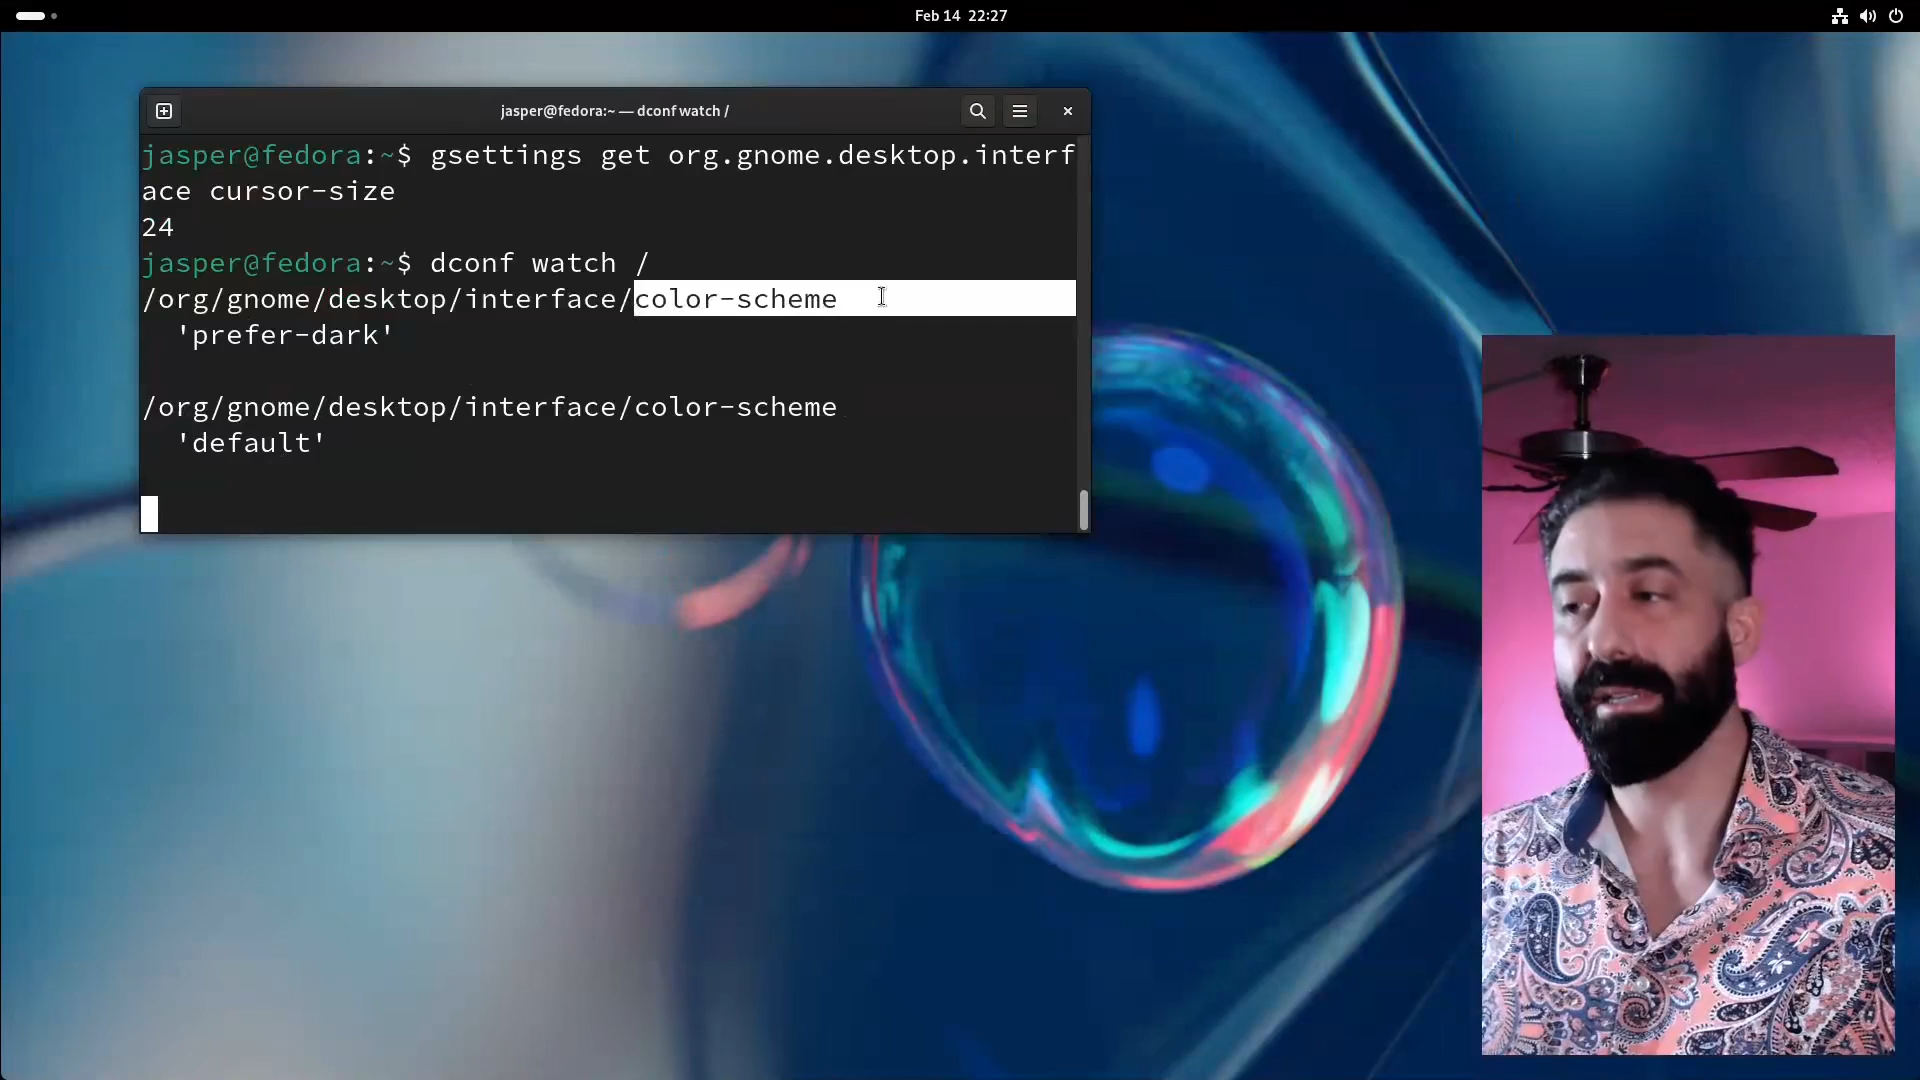 Feb 14 22:27
jasper@fedora:~ — dconf watch /
jasper@fedora:~$ gsettings get org.gnome.desktop.interf
ace cursor-size
24
jasper@fedora:~$ dconf watch /
/org/gnome/desktop/interface/color-scheme
'prefer-dark'
/org/gnome/desktop/interface/color-scheme
'default'